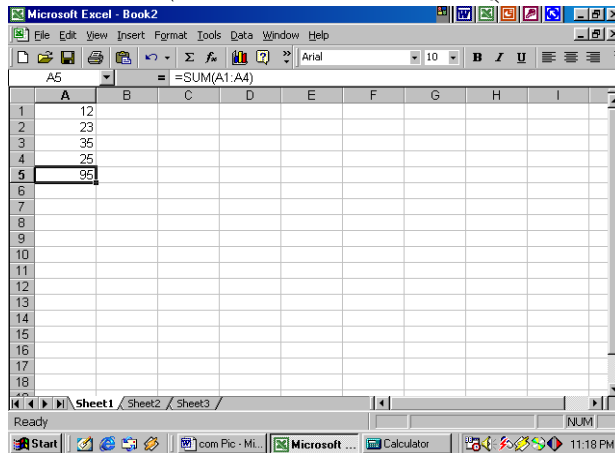 Microsoft Excel - Book2
File Edit View Insert Format Tools Data Window Help
Σ fx ? » Arial 10 B I U
A5 = =SUM(A1:A4)
A B C D E F G H I
1 12
2 23
3 35
4 25
5 95
6
7
8
9
10
11
12
13
14
15
16
17
18
Sheet1 Sheet2 Sheet3
Ready NUM
Start com Pic - Mi... Microsoft ... Calculator 11:18 PM